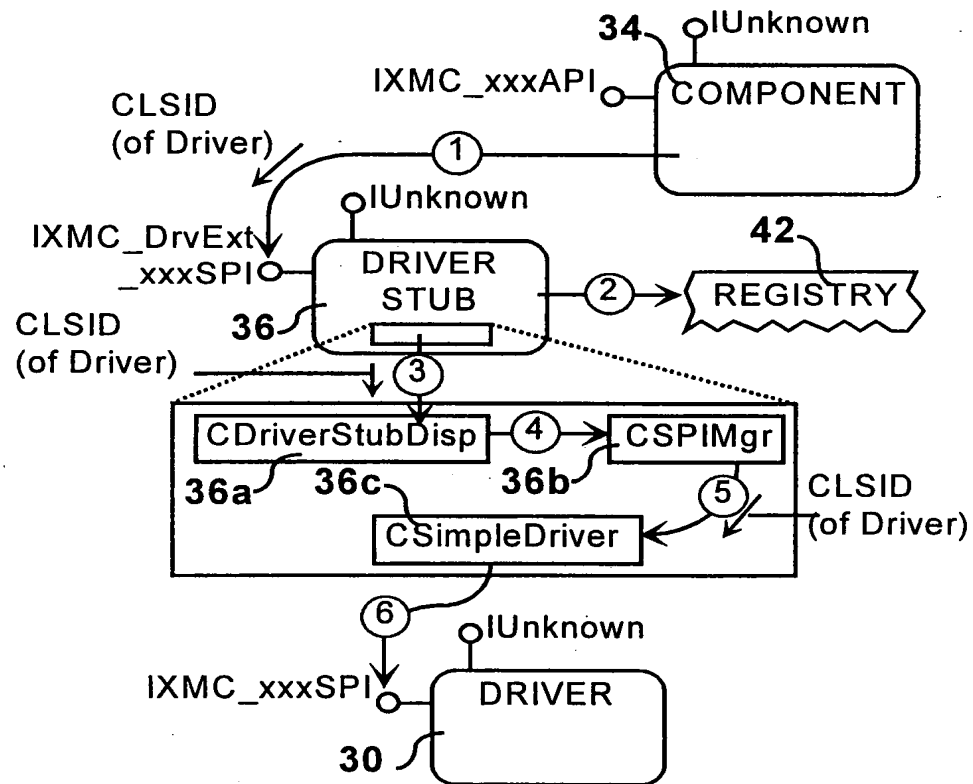 34
IUnknown
IXMC_xxxAPI
COMPONENT
CLSID
(of Driver)
1
IUnknown
IXMC_DrvExt
_xxxSPI
DRIVER
STUB
42
2
REGISTRY
36
CLSID
(of Driver)
3
CDriverStubDisp
4
CSPIMgr
36a
36c
36b
5
CLSID
(of Driver)
CSimpleDriver
6
IUnknown
IXMC_xxxSPI
DRIVER
30